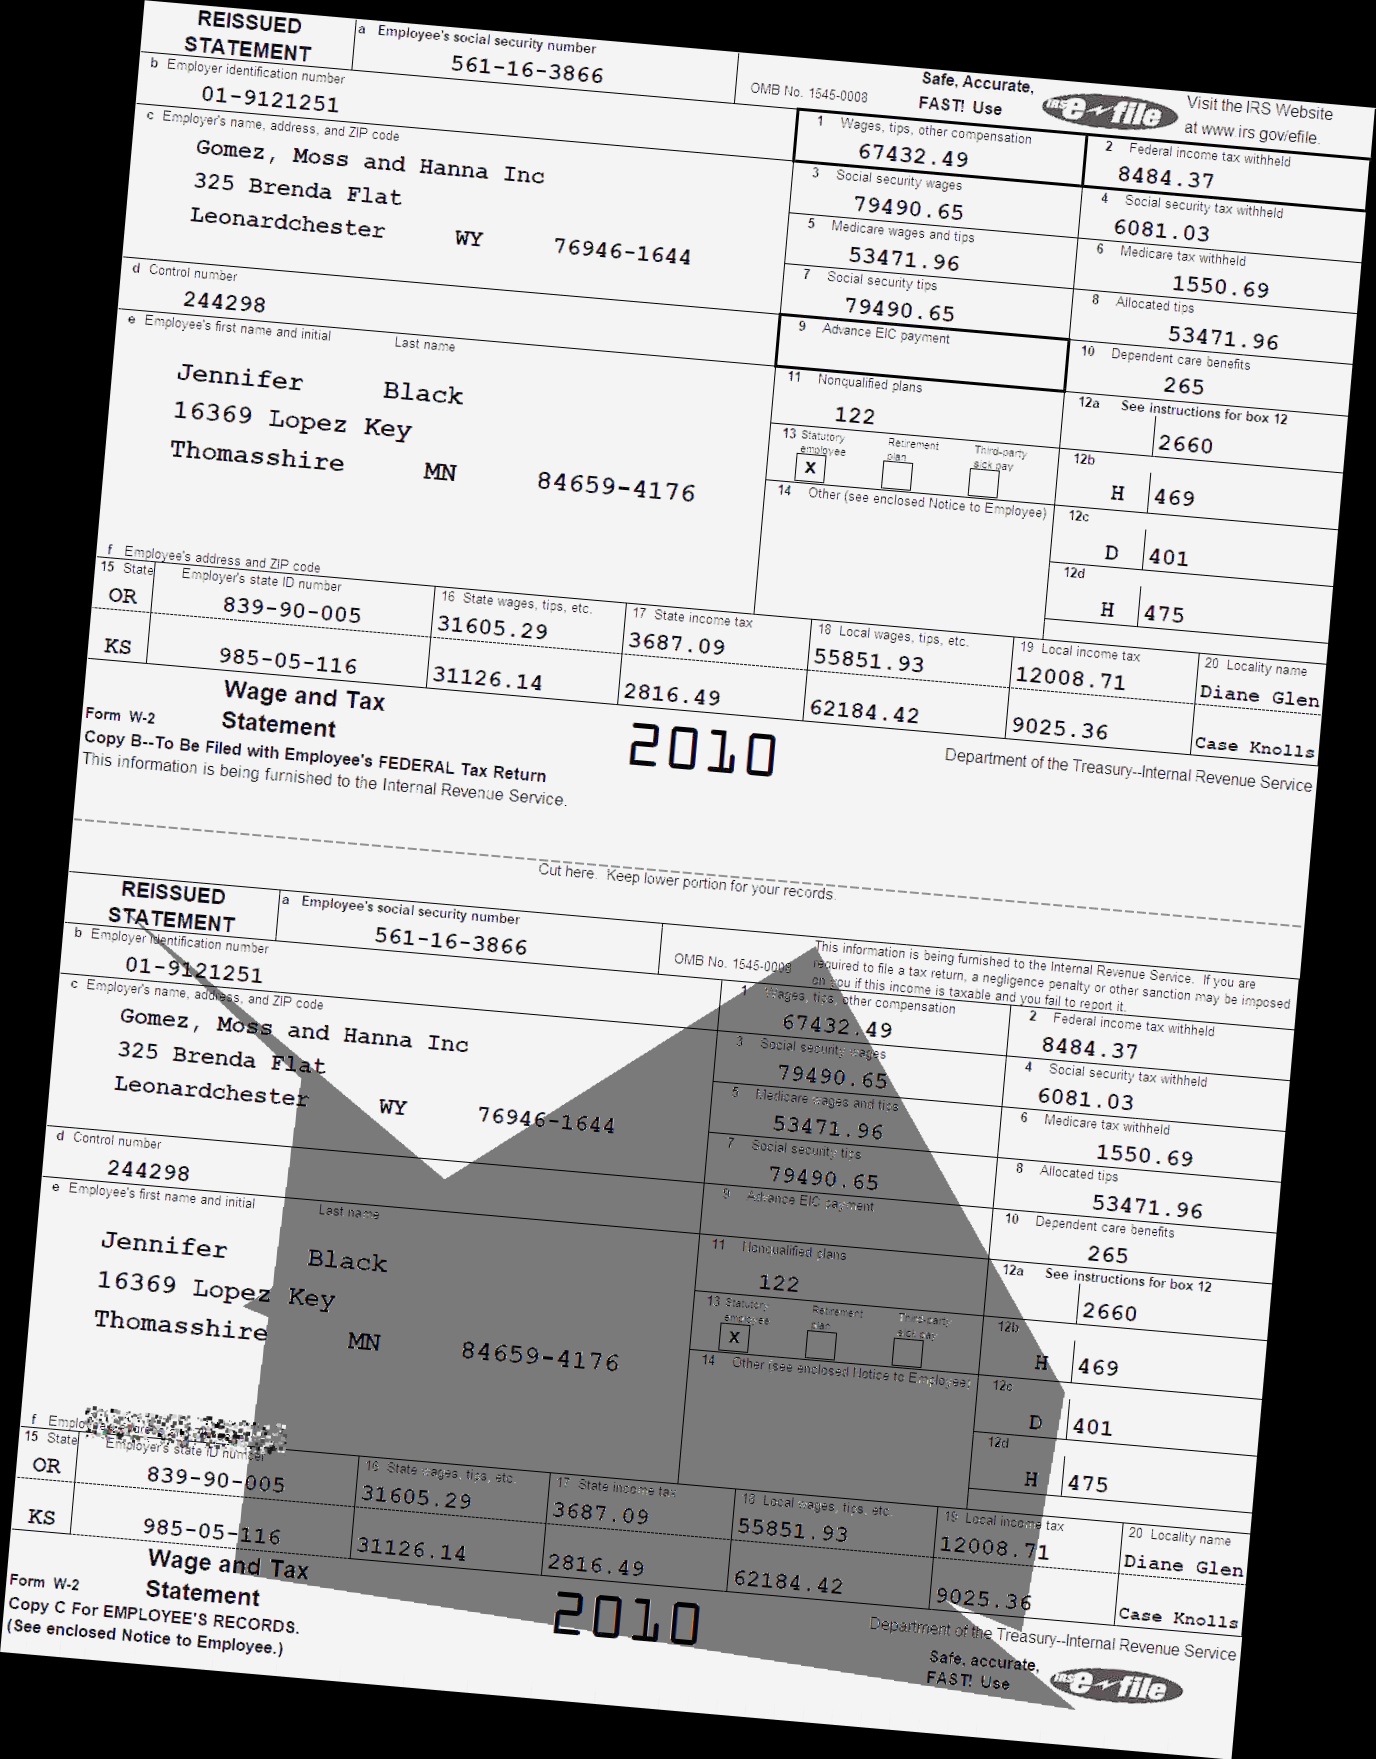 REISSUED STATEMENT
a Employee's social security number
561-16-3866
OMB No. 1545-0008
Safe, Accurate,
FAST! Use
IRS e-file
Visit the IRS Website
at www.irs.gov/efile.
b Employer identification number
01-9121251
c Employer's name, address, and ZIP code
Gomez, Moss and Hanna Inc
325 Brenda Flat
Leonardchester WY 76946-1644
d Control number
244298
e Employee's first name and initial Last name
Jennifer Black
16369 Lopez Key
Thomasshire MN 84659-4176
f Employee's address and ZIP code
1 Wages, tips, other compensation
67432.49
2 Federal income tax withheld
8484.37
3 Social security wages
79490.65
4 Social security tax withheld
6081.03
5 Medicare wages and tips
53471.96
6 Medicare tax withheld
1550.69
7 Social security tips
79490.65
8 Allocated tips
53471.96
9 Advance EIC payment
10 Dependent care benefits
265
11 Nonqualified plans
122
12a See instructions for box 12
2660
13 Statutory employee Retirement plan Third-party sick pay
X
12b
H 469
14 Other (see enclosed Notice to Employee)
12c
D 401
12d
H 475
15 State Employer's state ID number
16 State wages, tips, etc.
17 State income tax
18 Local wages, tips, etc.
19 Local income tax
20 Locality name
OR 839-90-005 31605.29 3687.09 55851.93 12008.71 Diane Glen
KS 985-05-116 31126.14 2816.49 62184.42 9025.36 Case Knolls
Form W-2
Wage and Tax
Statement
2010
Department of the Treasury--Internal Revenue Service
Copy B--To Be Filed with Employee's FEDERAL Tax Return
This information is being furnished to the Internal Revenue Service.
Cut here. Keep lower portion for your records.
REISSUED STATEMENT
a Employee's social security number
561-16-3866
OMB No. 1545-0008
This information is being furnished to the Internal Revenue Service. If you are
required to file a tax return, a negligence penalty or other sanction may be imposed
on you if this income is taxable and you fail to report it.
b Employer identification number
01-9121251
c Employer's name, address, and ZIP code
Gomez, Moss and Hanna Inc
325 Brenda Flat
Leonardchester WY 76946-1644
d Control number
244298
e Employee's first name and initial Last name
Jennifer Black
16369 Lopez Key
Thomasshire MN 84659-4176
f
1 Wages, tips, other compensation
67432.49
2 Federal income tax withheld
8484.37
3 Social security wages
79490.65
4 Social security tax withheld
6081.03
5 Medicare wages and tips
53471.96
6 Medicare tax withheld
1550.69
7 Social security tips
79490.65
8 Allocated tips
53471.96
9 Advance EIC payment
10 Dependent care benefits
265
11 Nonqualified plans
122
12a See instructions for box 12
2660
13 Statutory employee Retirement plan Third-party sick pay
X
12b
H 469
14 Other (see enclosed Notice to Employee)
12c
D 401
12d
H 475
15 State Employer's state ID number
16 State wages, tips, etc.
17 State income tax
18 Local wages, tips, etc.
19 Local income tax
20 Locality name
OR 839-90-005 31605.29 3687.09 55851.93 12008.71 Diane Glen
KS 985-05-116 31126.14 2816.49 62184.42 9025.36 Case Knolls
Form W-2
Wage and Tax
Statement
2010
Department of the Treasury--Internal Revenue Service
Copy C For EMPLOYEE'S RECORDS.
(See enclosed Notice to Employee.)
Safe, accurate,
FAST! Use
IRS e-file